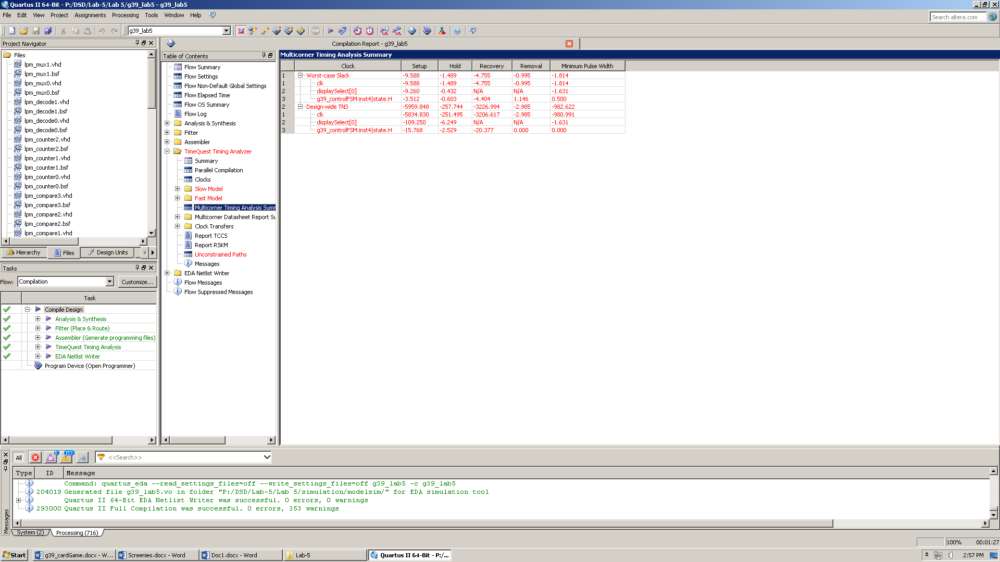 Quartus II 64-Bit - P:/DSD/Lab-5/Lab 5/g39_lab5 - g39_lab5
File Edit View Project Assignments Processing Tools Window Help
Search altera.com
g39_lab5
STOP
Project Navigator
Files
lpm_mux1.vhd
lpm_mux1.bsf
lpm_mux0.vhd
lpm_mux0.bsf
lpm_decode1.vhd
lpm_decode1.bsf
lpm_decode0.vhd
lpm_decode0.bsf
lpm_counter2.vhd
lpm_counter2.bsf
lpm_counter1.vhd
lpm_counter1.bsf
lpm_counter0.vhd
lpm_counter0.bsf
lpm_compare3.vhd
lpm_compare3.bsf
lpm_compare2.vhd
lpm_compare2.bsf
lpm_compare1.vhd
Hierarchy Files Design Units
Tasks
Flow: Compilation Customize...
Task
Compile Design
Analysis & Synthesis
Fitter (Place & Route)
Assembler (Generate programming files)
TimeQuest Timing Analysis
EDA Netlist Writer
Program Device (Open Programmer)
Compilation Report - g39_lab5
Table of Contents
Flow Summary
Flow Settings
Flow Non-Default Global Settings
Flow Elapsed Time
Flow OS Summary
Flow Log
Analysis & Synthesis
Fitter
Assembler
TimeQuest Timing Analyzer
Summary
Parallel Compilation
Clocks
Slow Model
Fast Model
Multicorner Timing Analysis Summ
Multicorner Datasheet Report Su
Clock Transfers
Report TCCS
Report RSKM
Unconstrained Paths
Messages
EDA Netlist Writer
Flow Messages
Flow Suppressed Messages
Multicorner Timing Analysis Summary
Clock Setup Hold Recovery Removal Minimum Pulse Width
1 Worst-case Slack -9.588 -1.489 -4.755 -0.995 -1.814
1 clk -9.588 -1.489 -4.755 -0.995 -1.814
2 displaySelect[0] -9.260 -0.432 N/A N/A -1.631
3 g39_controlFSM:inst4|state.H -3.512 -0.603 -4.404 1.146 0.500
2 Design-wide TNS -5959.848 -257.744 -3226.994 -2.985 -982.622
1 clk -5834.830 -251.495 -3206.617 -2.985 -980.991
2 displaySelect[0] -109.250 -6.249 N/A N/A -1.631
3 g39_controlFSM:inst4|state.H -15.768 -2.529 -20.377 0.000 0.000
All 5 153 <<Search>>
Type ID Message
Command: quartus_eda --read_settings_files=off --write_settings_files=off g39_lab5 -c g39_lab5
204019 Generated file g39_lab5.vo in folder "P:/DSD/Lab-5/Lab 5/simulation/modelsim/" for EDA simulation tool
Quartus II 64-Bit EDA Netlist Writer was successful. 0 errors, 0 warnings
293000 Quartus II Full Compilation was successful. 0 errors, 353 warnings
Messages
System (2) Processing (716)
100% 00:01:27
Start g39_cardGame.docx - W... Screenies.docx - Word Doc1.docx - Word Lab-5 Quartus II 64-Bit - P:/... 2:57 PM